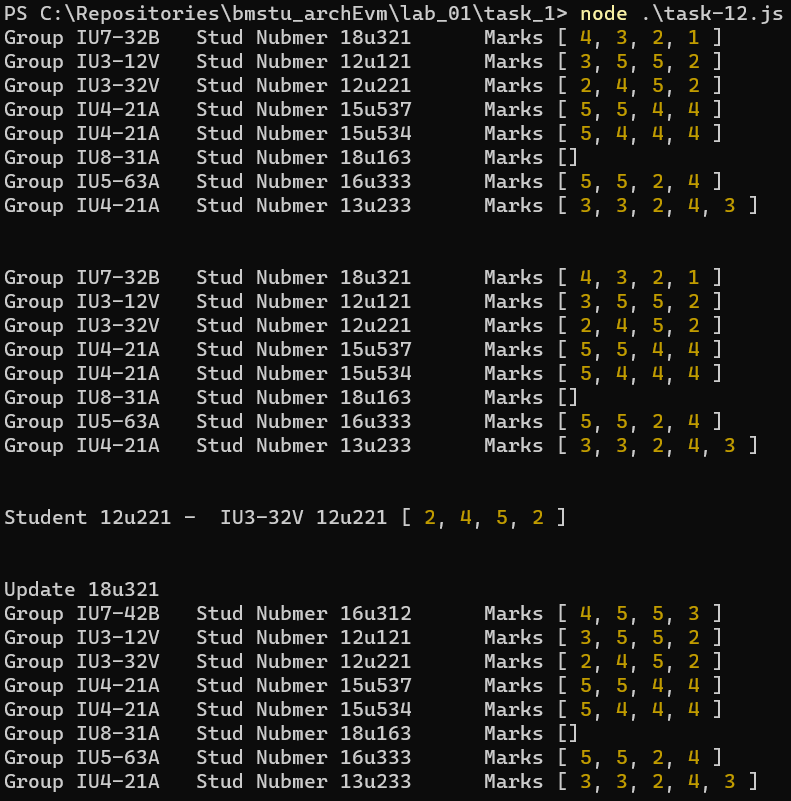 PS C:\Repositories\bmstu_archEvm\lab_01\task_1> node .\task-12.js
Group IU7-32B   Stud Nubmer 18u321      Marks [ 4, 3, 2, 1 ]
Group IU3-12V   Stud Nubmer 12u121      Marks [ 3, 5, 5, 2 ]
Group IU3-32V   Stud Nubmer 12u221      Marks [ 2, 4, 5, 2 ]
Group IU4-21A   Stud Nubmer 15u537      Marks [ 5, 5, 4, 4 ]
Group IU4-21A   Stud Nubmer 15u534      Marks [ 5, 4, 4, 4 ]
Group IU8-31A   Stud Nubmer 18u163      Marks []
Group IU5-63A   Stud Nubmer 16u333      Marks [ 5, 5, 2, 4 ]
Group IU4-21A   Stud Nubmer 13u233      Marks [ 3, 3, 2, 4, 3 ]
Group IU7-32B   Stud Nubmer 18u321      Marks [ 4, 3, 2, 1 ]
Group IU3-12V   Stud Nubmer 12u121      Marks [ 3, 5, 5, 2 ]
Group IU3-32V   Stud Nubmer 12u221      Marks [ 2, 4, 5, 2 ]
Group IU4-21A   Stud Nubmer 15u537      Marks [ 5, 5, 4, 4 ]
Group IU4-21A   Stud Nubmer 15u534      Marks [ 5, 4, 4, 4 ]
Group IU8-31A   Stud Nubmer 18u163      Marks []
Group IU5-63A   Stud Nubmer 16u333      Marks [ 5, 5, 2, 4 ]
Group IU4-21A   Stud Nubmer 13u233      Marks [ 3, 3, 2, 4, 3 ]
Student 12u221 -  IU3-32V 12u221 [ 2, 4, 5, 2 ]
Update 18u321
Group IU7-42B   Stud Nubmer 16u312      Marks [ 4, 5, 5, 3 ]
Group IU3-12V   Stud Nubmer 12u121      Marks [ 3, 5, 5, 2 ]
Group IU3-32V   Stud Nubmer 12u221      Marks [ 2, 4, 5, 2 ]
Group IU4-21A   Stud Nubmer 15u537      Marks [ 5, 5, 4, 4 ]
Group IU4-21A   Stud Nubmer 15u534      Marks [ 5, 4, 4, 4 ]
Group IU8-31A   Stud Nubmer 18u163      Marks []
Group IU5-63A   Stud Nubmer 16u333      Marks [ 5, 5, 2, 4 ]
Group IU4-21A   Stud Nubmer 13u233      Marks [ 3, 3, 2, 4, 3 ]